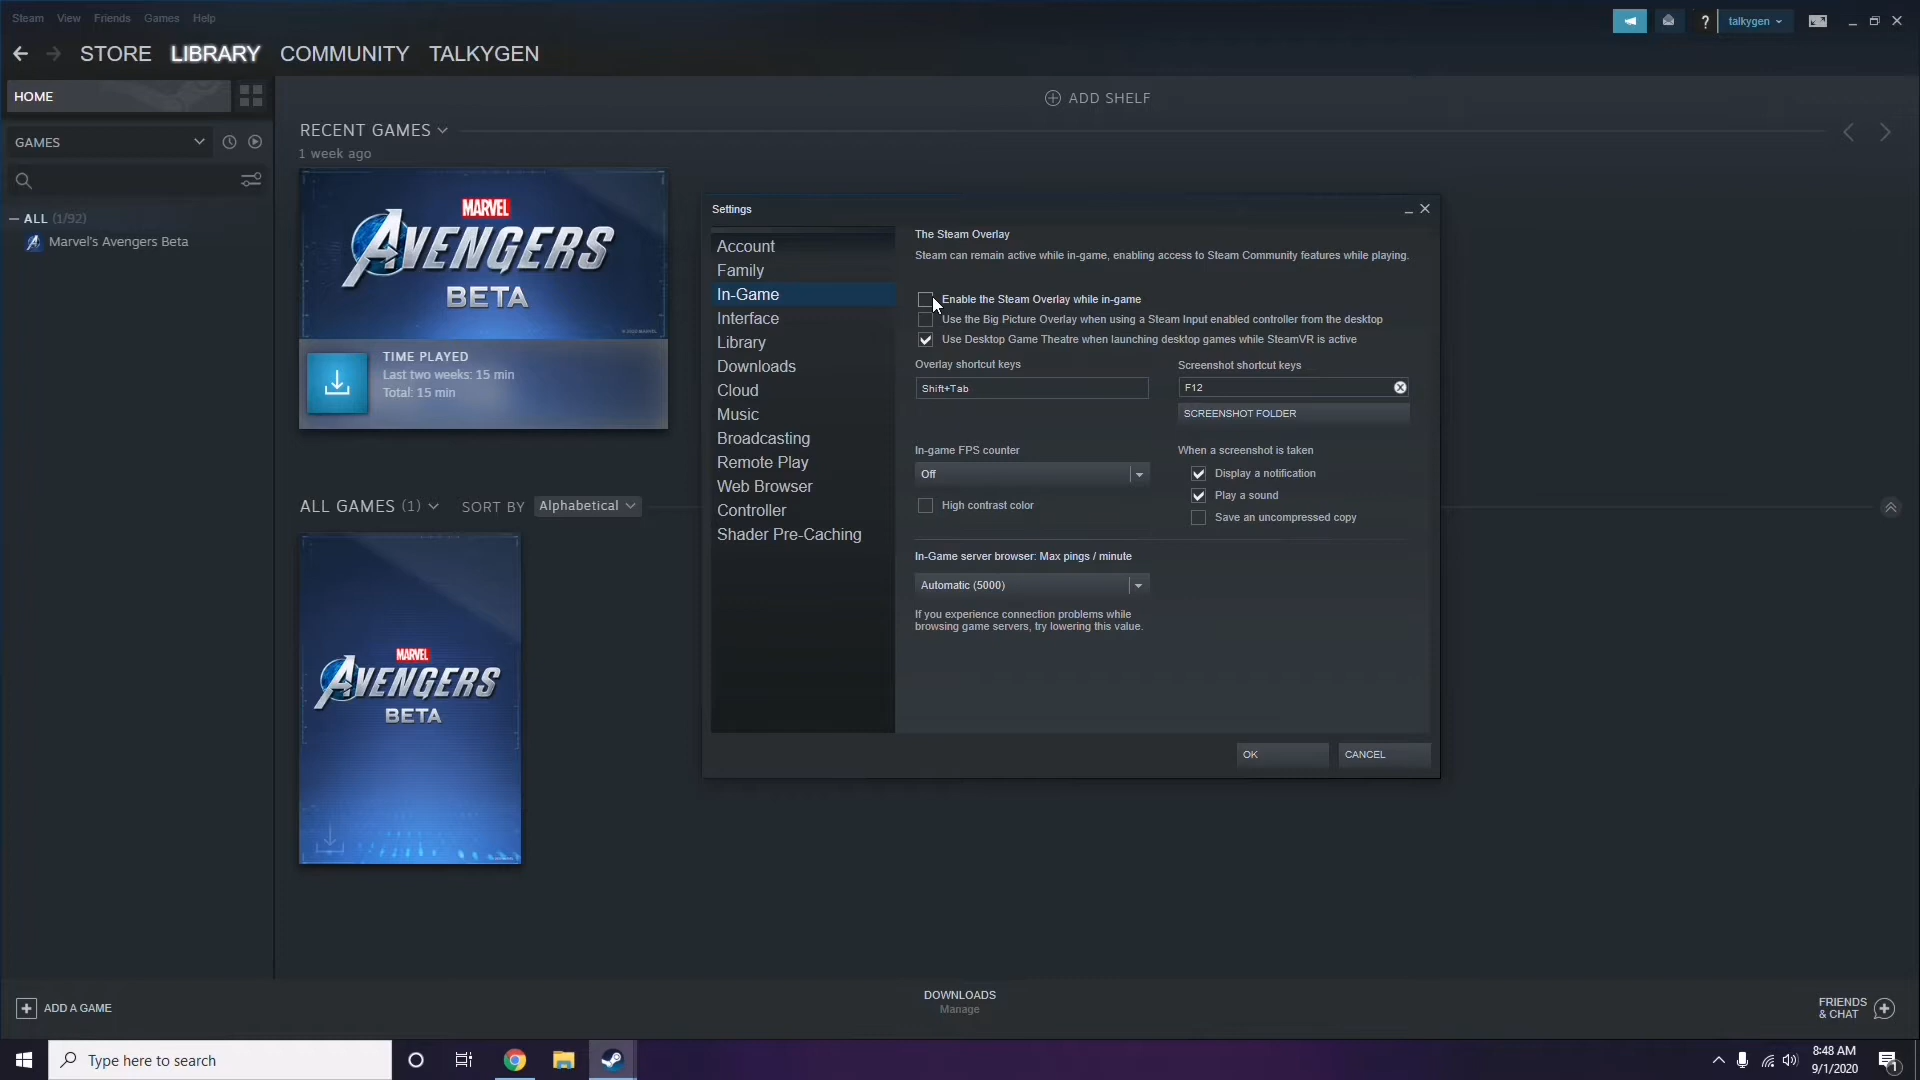 Steam View Friends Games Help
talkygen
STORE LIBRARY COMMUNITY TALKYGEN
HOME
GAMES
ALL (1/92)
Marvel's Avengers Beta
ADD SHELF
RECENT GAMES
1 week ago
MARVEL
AVENGERS
BETA
TIME PLAYED
Last two weeks: 15 min
Total: 15 min
ALL GAMES (1) SORT BY Alphabetical
MARVEL
AVENGERS
BETA
Settings
Account
Family
In-Game
Interface
Library
Downloads
Cloud
Music
Broadcasting
Remote Play
Web Browser
Controller
Shader Pre-Caching
The Steam Overlay
Steam can remain active while in-game, enabling access to Steam Community features while playing.
Enable the Steam Overlay while in-game
Use the Big Picture Overlay when using a Steam Input enabled controller from the desktop
Use Desktop Game Theatre when launching desktop games while SteamVR is active
Overlay shortcut keys
Shift+Tab
Screenshot shortcut keys
F12
SCREENSHOT FOLDER
In-game FPS counter
Off
High contrast color
When a screenshot is taken
Display a notification
Play a sound
Save an uncompressed copy
In-Game server browser: Max pings / minute
Automatic (5000)
If you experience connection problems while
browsing game servers, try lowering this value.
OK CANCEL
ADD A GAME
DOWNLOADS
Manage
FRIENDS
& CHAT
Type here to search
8:48 AM
9/1/2020
1